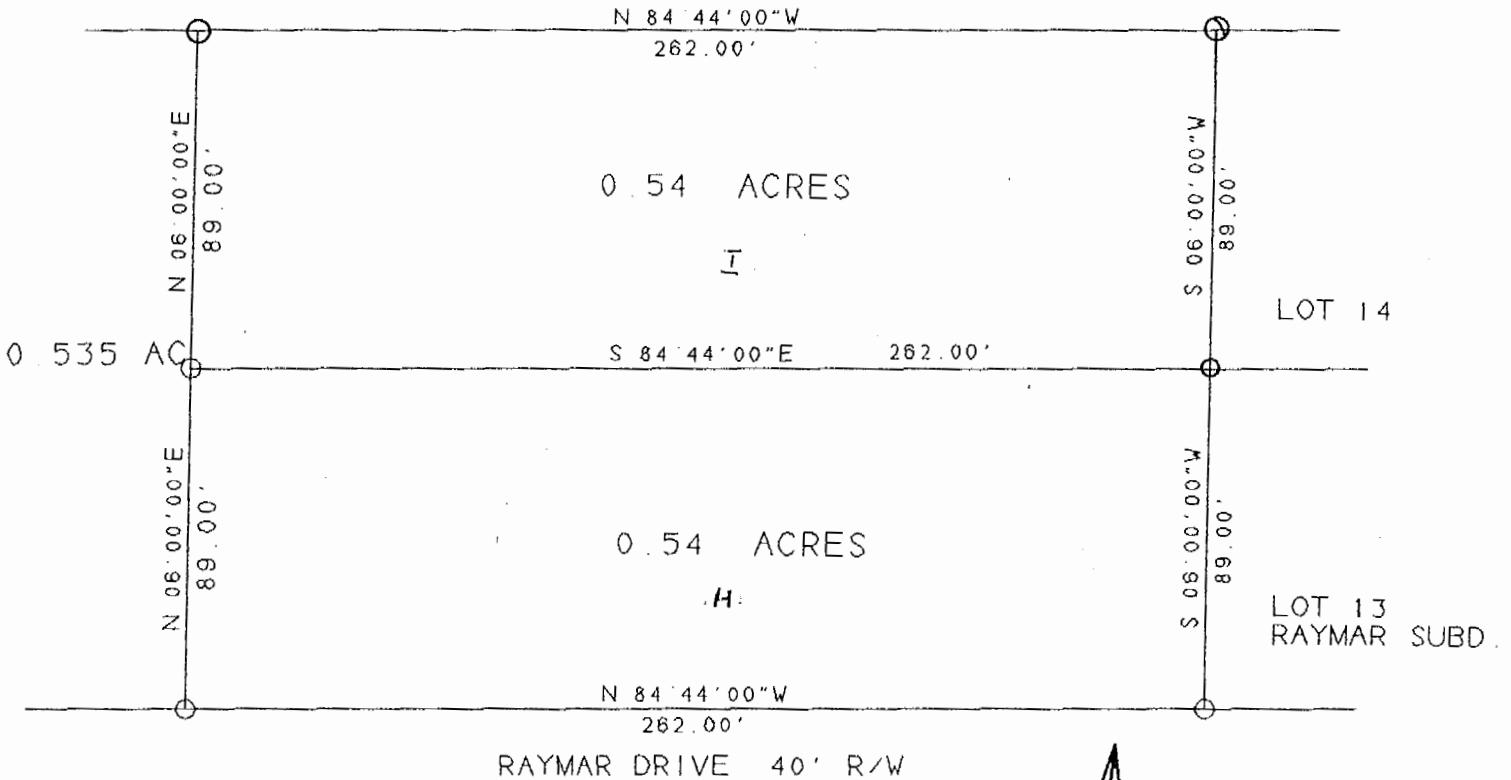 N 84°44'00"W
262.00'
N 06°00'00"E
89.00'
S 06°00'00"W
89.00'
0.54 ACRES
I
LOT 14
0.535 AC
S 84°44'00"E 262.00'
N 06°00'00"E
89.00'
S 06°00'00"W
89.00'
0.54 ACRES
H
LOT 13
RAYMAR SUBD.
N 84°44'00"W
262.00'
RAYMAR DRIVE 40' R/W